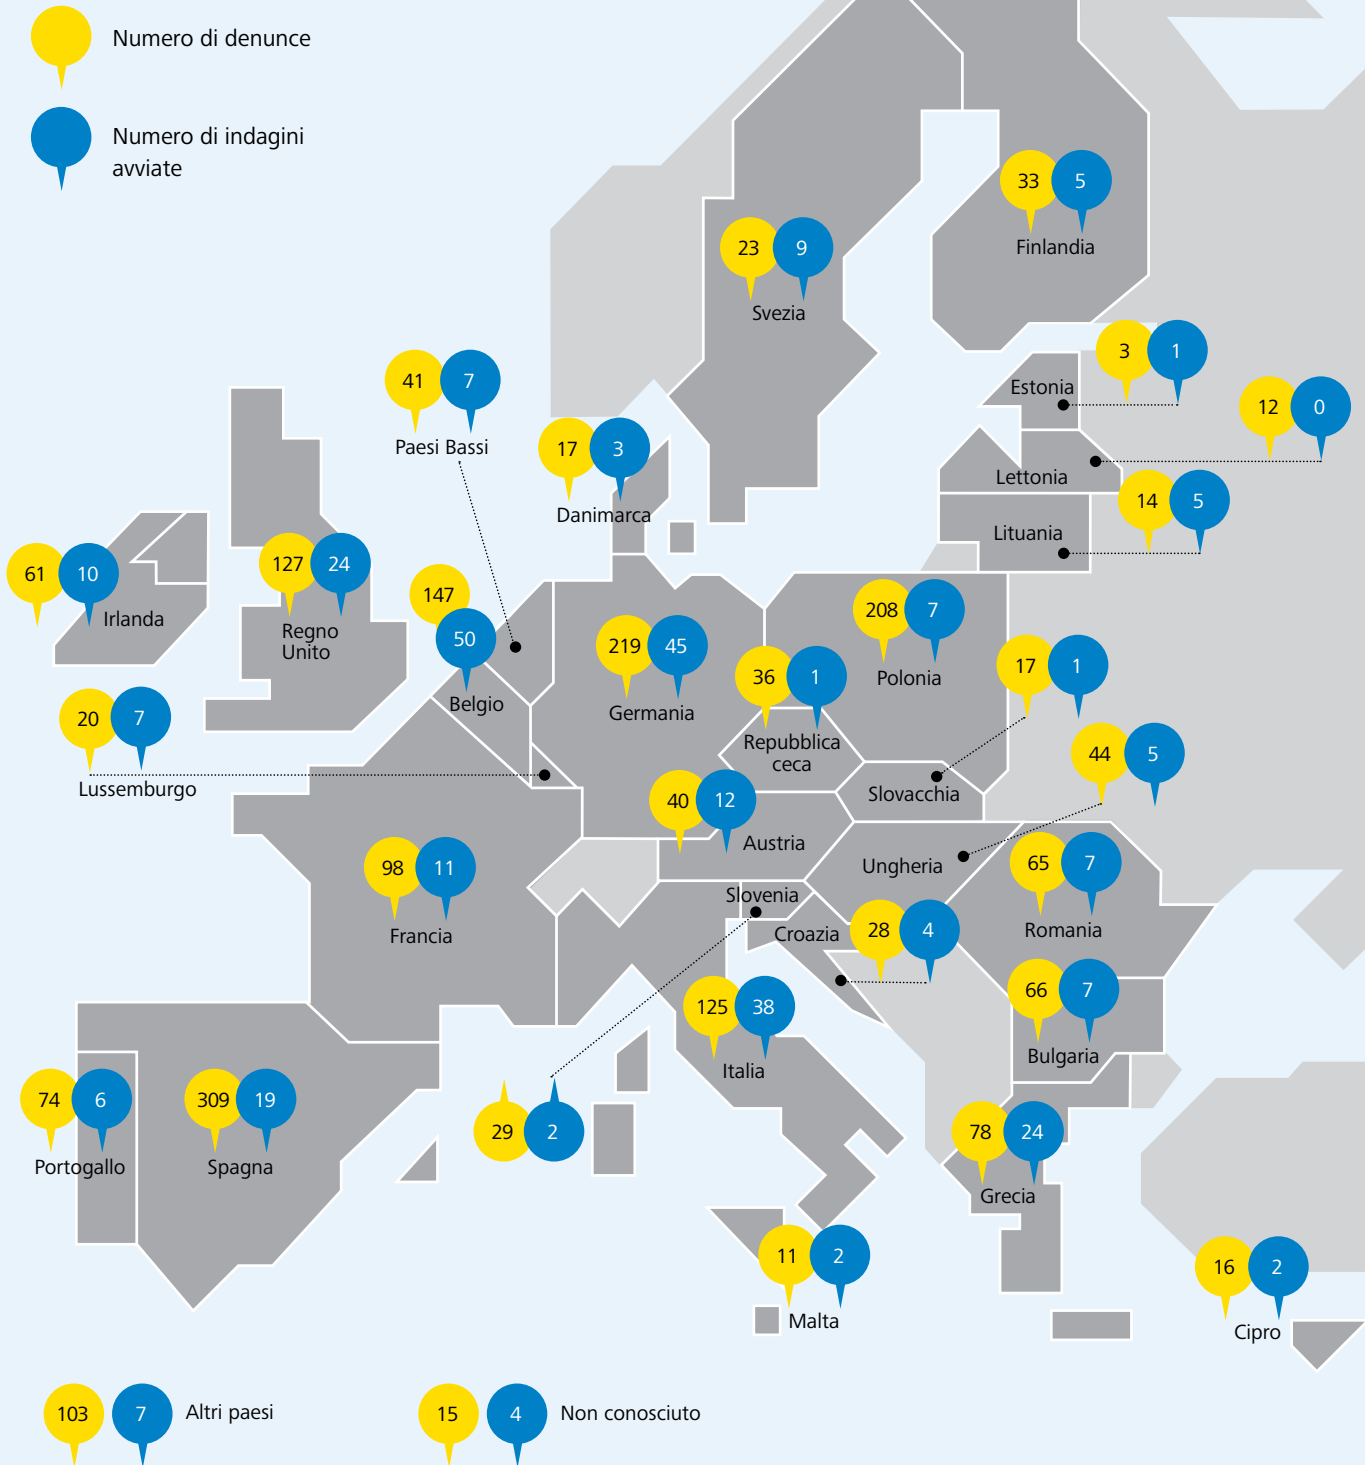 Numero di denunce
Numero di indagini
avviate
33 5
Finlandia
23 9
Svezia
3 1
Estonia
12 0
Lettonia
41 7
Paesi Bassi
17 3
Danimarca
14 5
Lituania
61 10
Irlanda
127 24
Regno
Unito
147
50
Belgio
219 45
Germania
208 7
Polonia
36 1
Repubblica
ceca
17 1
Slovacchia
20 7
Lussemburgo
44 5
Ungheria
40 12
Austria
98 11
Francia
65 7
Romania
Slovenia
Croazia
28 4
66 7
Bulgaria
125 38
Italia
74 6
Portogallo
309 19
Spagna
29 2
78 24
Grecia
11 2
Malta
16 2
Cipro
103 7 Altri paesi
15 4 Non conosciuto